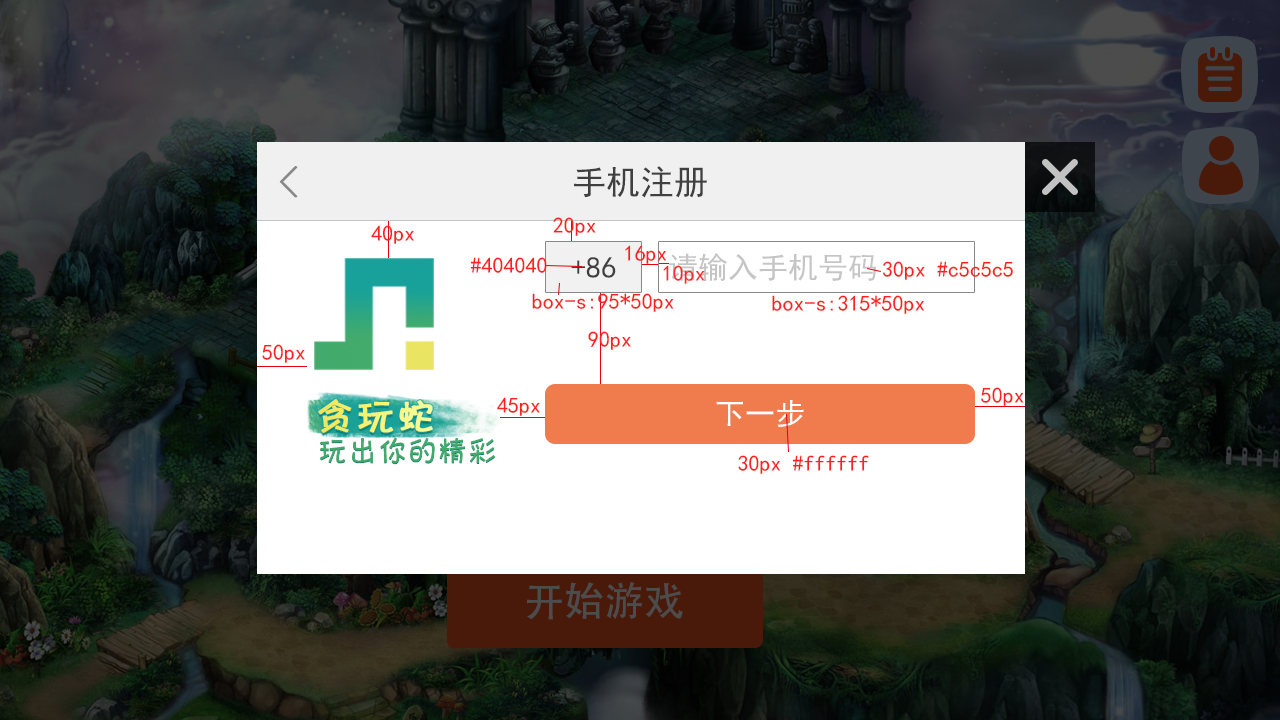 手机注册
20px
40px
#404040
+86
16px
请输入手机号码
10px
30px #c5c5c5
box-s:95*50px
box-s:315*50px
90px
50px
45px
下一步
50px
贪玩蛇
玩出你的精彩
30px #ffffff
开始游戏